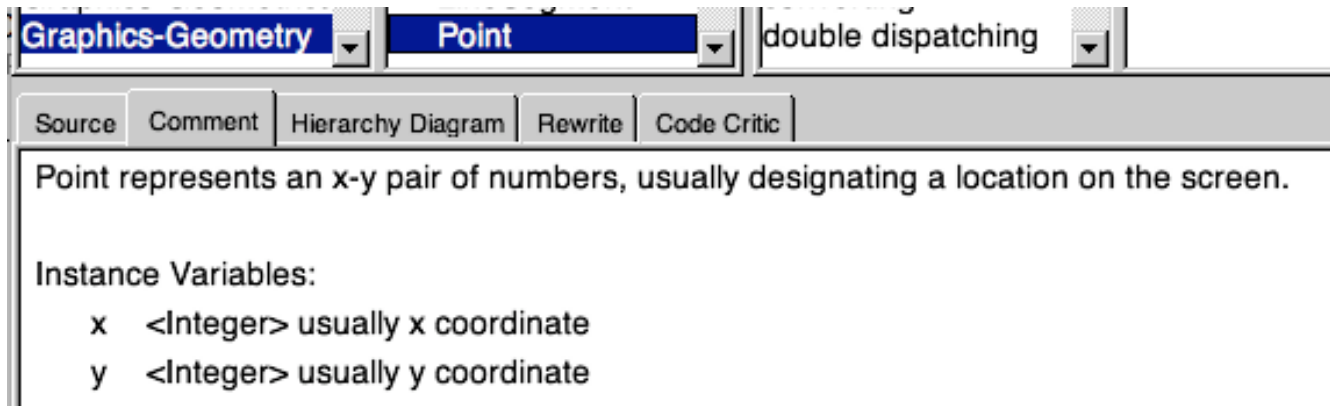 Graphics-Geometry Point double dispatching
Source Comment Hierarchy Diagram Rewrite Code Critic
Point represents an x-y pair of numbers, usually designating a location on the screen.
Instance Variables:
x <Integer> usually x coordinate
y <Integer> usually y coordinate